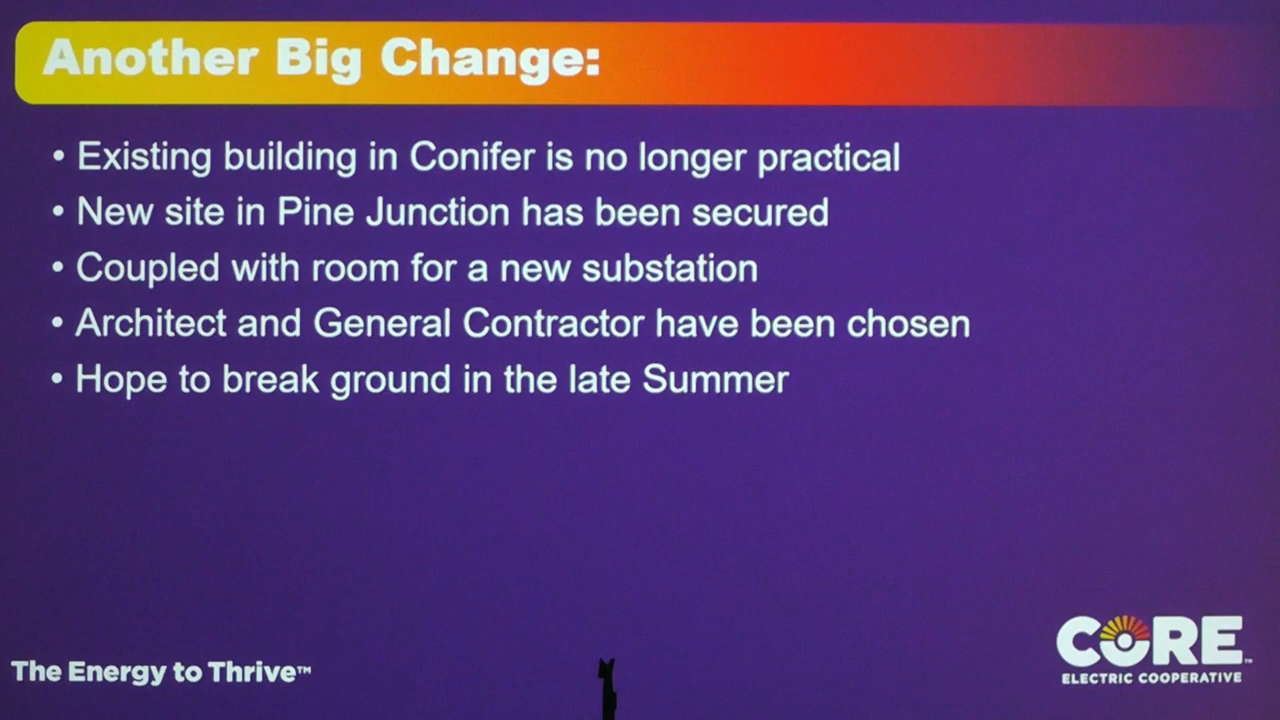 Another Big Change:
• Existing building in Conifer is no longer practical
• New site in Pine Junction has been secured
• Coupled with room for a new substation
• Architect and General Contractor have been chosen
• Hope to break ground in the late Summer
The Energy to Thrive™
CORE™
ELECTRIC COOPERATIVE